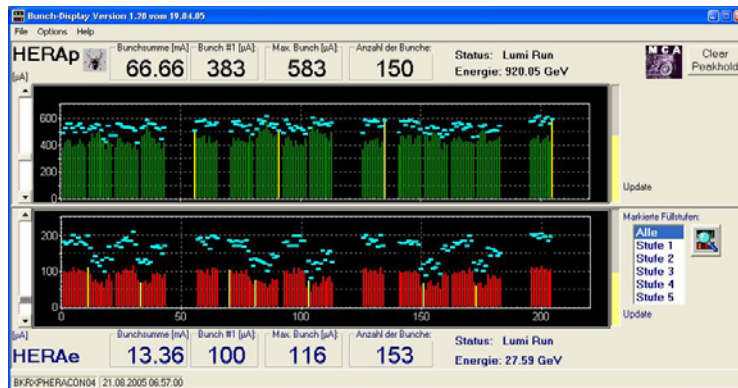 Bunch-Display Version 1.20 vom 19.04.05
File Options Help
HERAp
Bunchsumme [mA] Bunch #1 [µA]: Max. Bunch [µA]: Anzahl der Bunche:
66.66 383 583 150
Status: Lumi Run
Energie: 920.05 GeV
MCA
Clear Peakhold
[µA]
600
400
200
0
Update
200
100
0
0 50 100 150 200
Markierte Füllstufen:
Alle
Stufe 1
Stufe 2
Stufe 3
Stufe 4
Stufe 5
Update
[µA]
HERAe
Bunchsumme [mA] Bunch #1 [µA]: Max. Bunch [µA]: Anzahl der Bunche:
13.36 100 116 153
Status: Lumi Run
Energie: 27.59 GeV
BKRXPHERACON04 21.08.2005 06:57:00